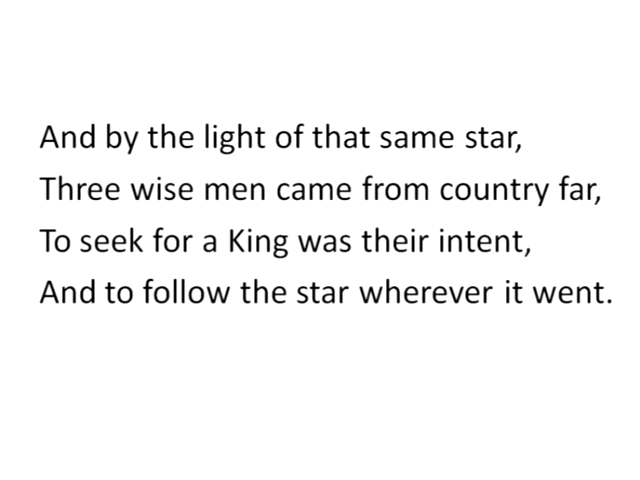 And by the light of that same star,
Three wise men came from country far,
To seek for a King was their intent,
And to follow the star wherever it went.